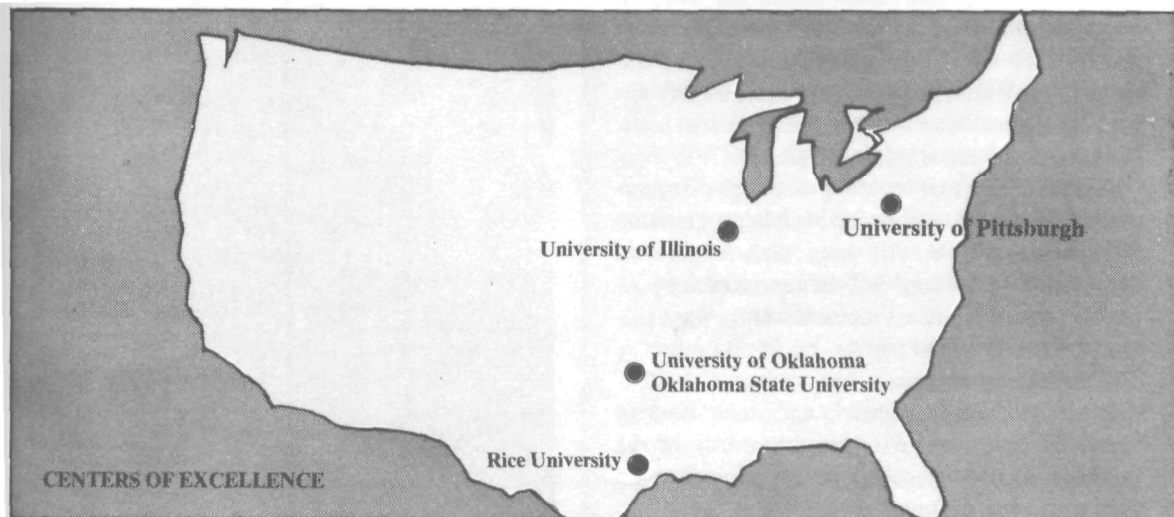 University of Pittsburgh
University of Illinois
University of Oklahoma
Oklahoma State University
Rice University
CENTERS OF EXCELLENCE